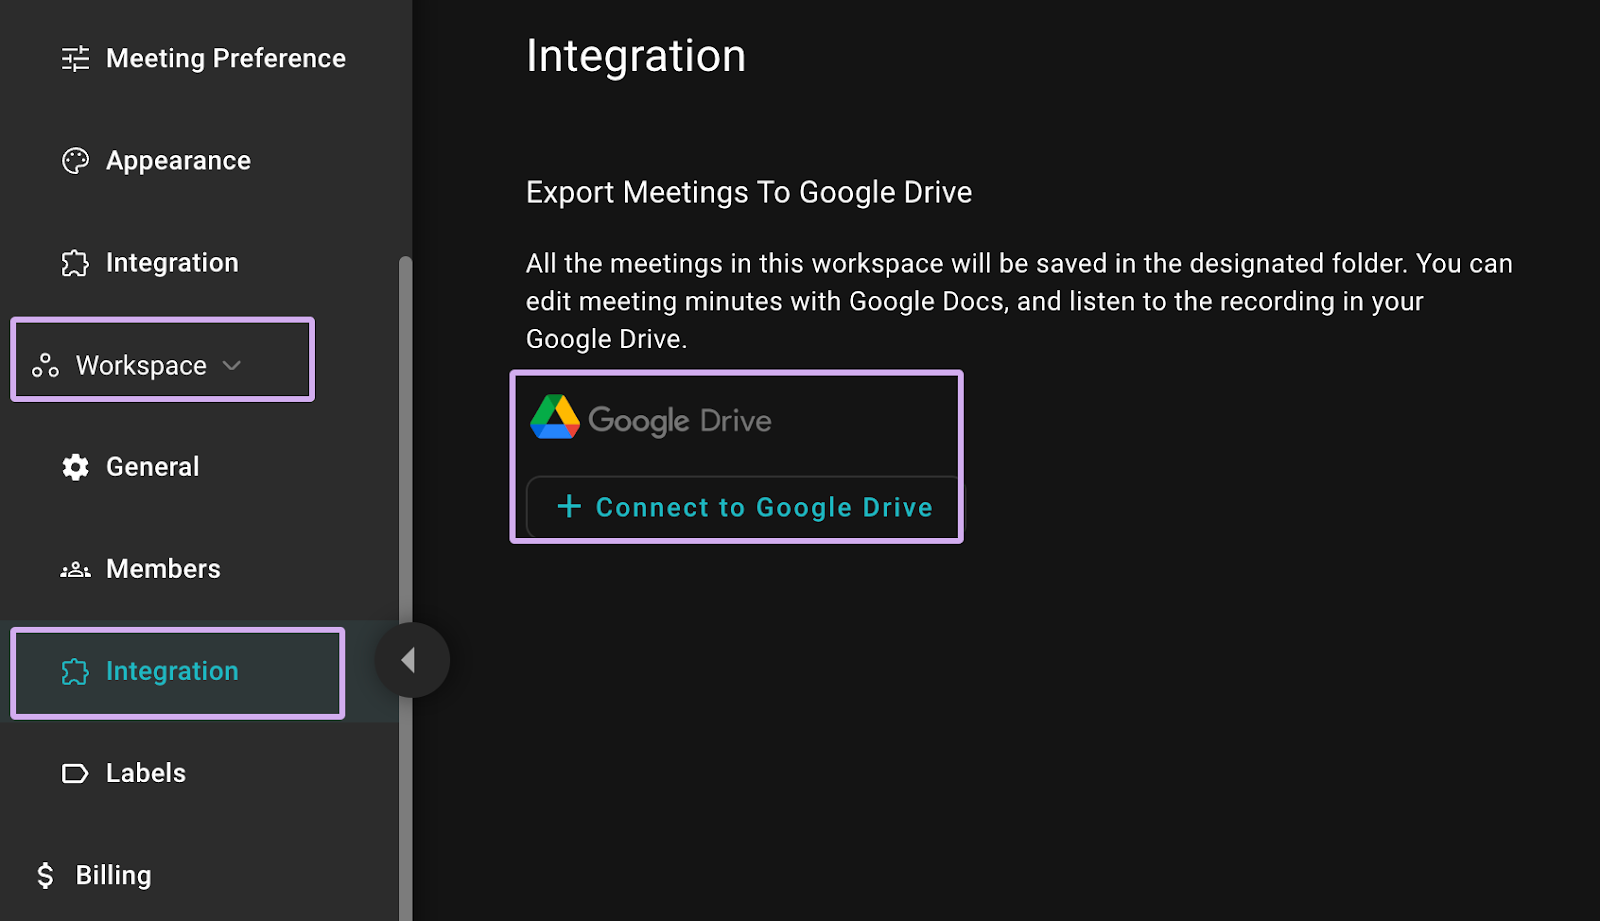 Meeting Preference
Appearance
Integration
Workspace
General
Members
Integration
Labels
$ Billing
Integration
Export Meetings To Google Drive
All the meetings in this workspace will be saved in the designated folder. You can
edit meeting minutes with Google Docs, and listen to the recording in your
Google Drive.
Google Drive
+ Connect to Google Drive